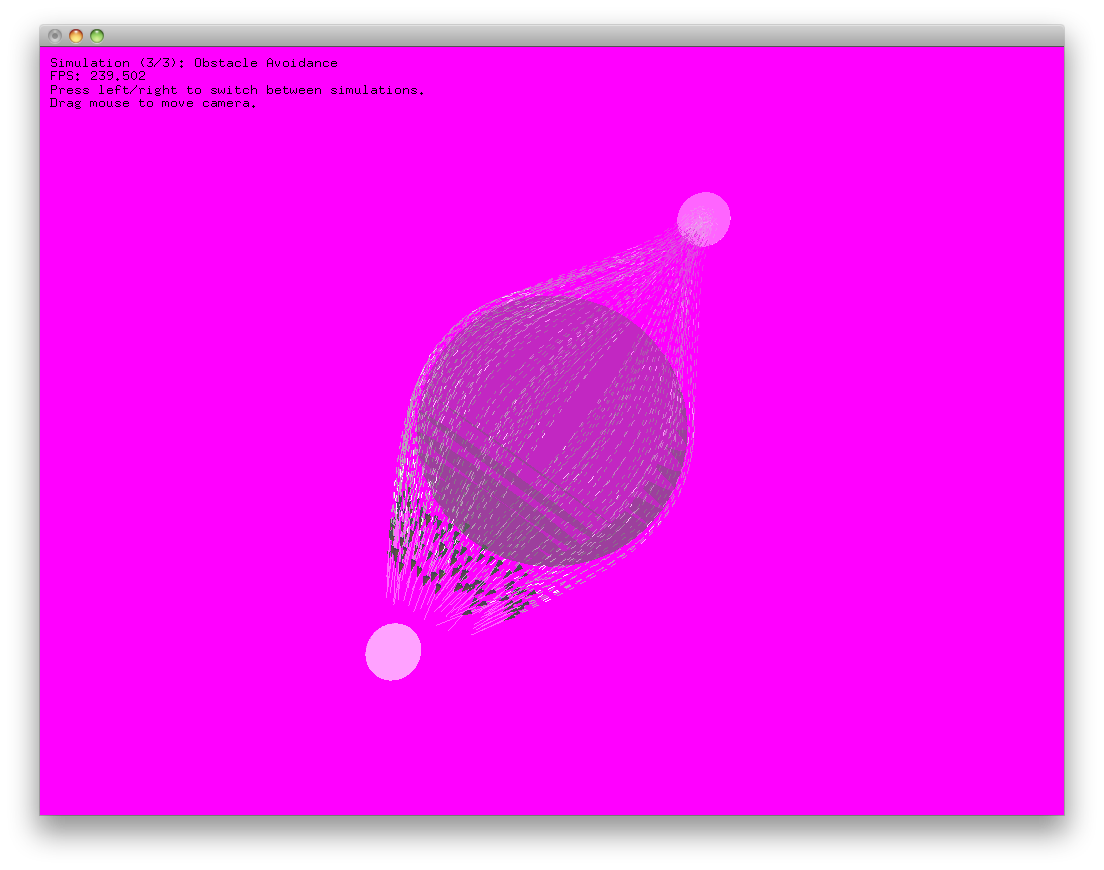 Simulation (3/3): Obstacle Avoidance
FPS: 239.502
Press left/right to switch between simulations.
Drag mouse to move camera.